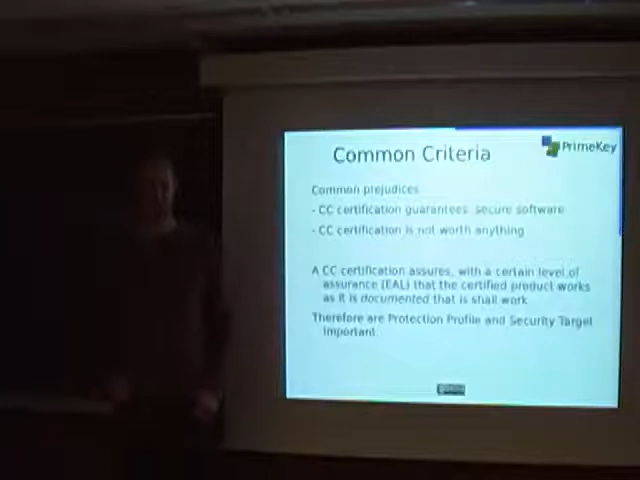 Common Criteria
PrimeKey
Common prejudices
- CC certification guarantees secure software
- CC certification is not worth anything
A CC certification assures, with a certain level of
assurance (EAL) that the certified product works
as it is documented that is shall work
Therefore are Protection Profile and Security Target
important.